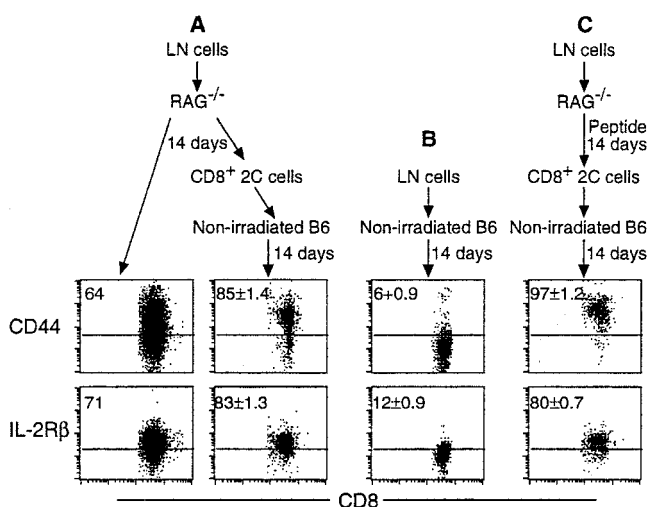 A
LN cells
RAG-/-
14 days
CD8+ 2C cells
Non-irradiated B6
14 days
B
LN cells
Non-irradiated B6
14 days
C
LN cells
RAG-/-
Peptide
14 days
CD8+ 2C cells
Non-irradiated B6
14 days
CD44
64
85±1.4
6+0.9
97±1.2
IL-2Rβ
71
83±1.3
12±0.9
80±0.7
CD8